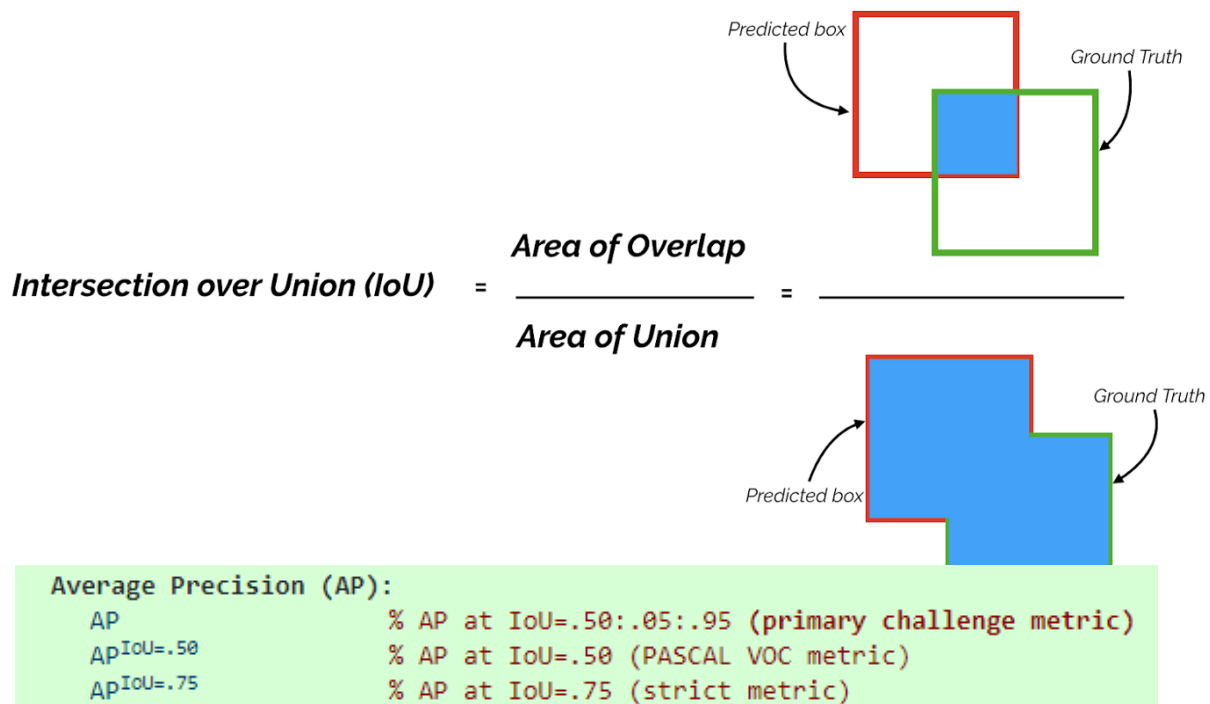 Predicted box
Ground Truth
Area of Overlap
Intersection over Union (IoU) = ――― = ―――
Area of Union
Ground Truth
Predicted box
Average Precision (AP):
AP % AP at IoU=.50:.05:.95 (primary challenge metric)
AP^IoU=.50 % AP at IoU=.50 (PASCAL VOC metric)
AP^IoU=.75 % AP at IoU=.75 (strict metric)